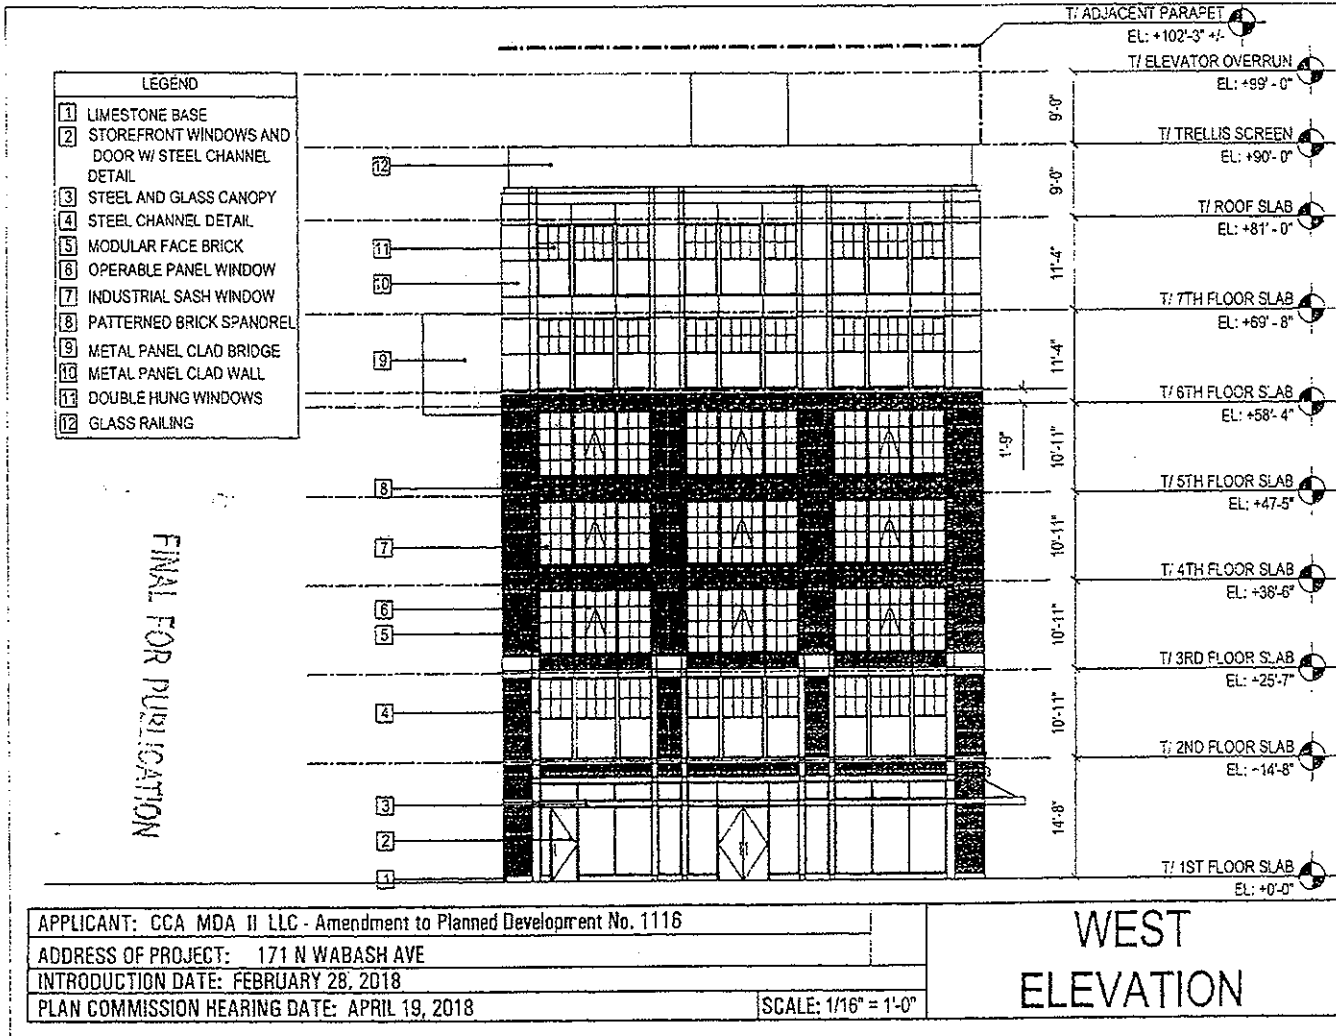 T/ ADJACENT PARAPET
EL: +102'-3" +/-
T/ ELEVATOR OVERRUN
EL: +99' - 0"
9'-0"
T/ TRELLIS SCREEN
EL: +90'- 0"
9'-0"
T/ ROOF SLAB
EL: +81' - 0"
11'-4"
T/ 7TH FLOOR SLAB
EL: +69' - 8"
11'-4"
T/ 6TH FLOOR SLAB
EL: +58'- 4"
1'-9"
10'-11"
T/ 5TH FLOOR SLAB
EL: +47'-5"
10'-11"
T/ 4TH FLOOR SLAB
EL: +36'-6"
10'-11"
T/ 3RD FLOOR SLAB
EL: +25'-7"
10'-11"
T/ 2ND FLOOR SLAB
EL: +14'-8"
14'-8"
T/ 1ST FLOOR SLAB
EL: +0'-0"
LEGEND
1 LIMESTONE BASE
2 STOREFRONT WINDOWS AND
DOOR W/ STEEL CHANNEL
DETAIL
3 STEEL AND GLASS CANOPY
4 STEEL CHANNEL DETAIL
5 MODULAR FACE BRICK
6 OPERABLE PANEL WINDOW
7 INDUSTRIAL SASH WINDOW
8 PATTERNED BRICK SPANDREL
9 METAL PANEL CLAD BRIDGE
10 METAL PANEL CLAD WALL
11 DOUBLE HUNG WINDOWS
12 GLASS RAILING
12
11
10
9
8
7
6
5
4
3
2
1
FINAL FOR PUBLICATION
APPLICANT: CCA MDA II LLC - Amendment to Planned Development No. 1116
ADDRESS OF PROJECT: 171 N WABASH AVE
INTRODUCTION DATE: FEBRUARY 28, 2018
PLAN COMMISSION HEARING DATE: APRIL 19, 2018
SCALE: 1/16" = 1'-0"
WEST
ELEVATION